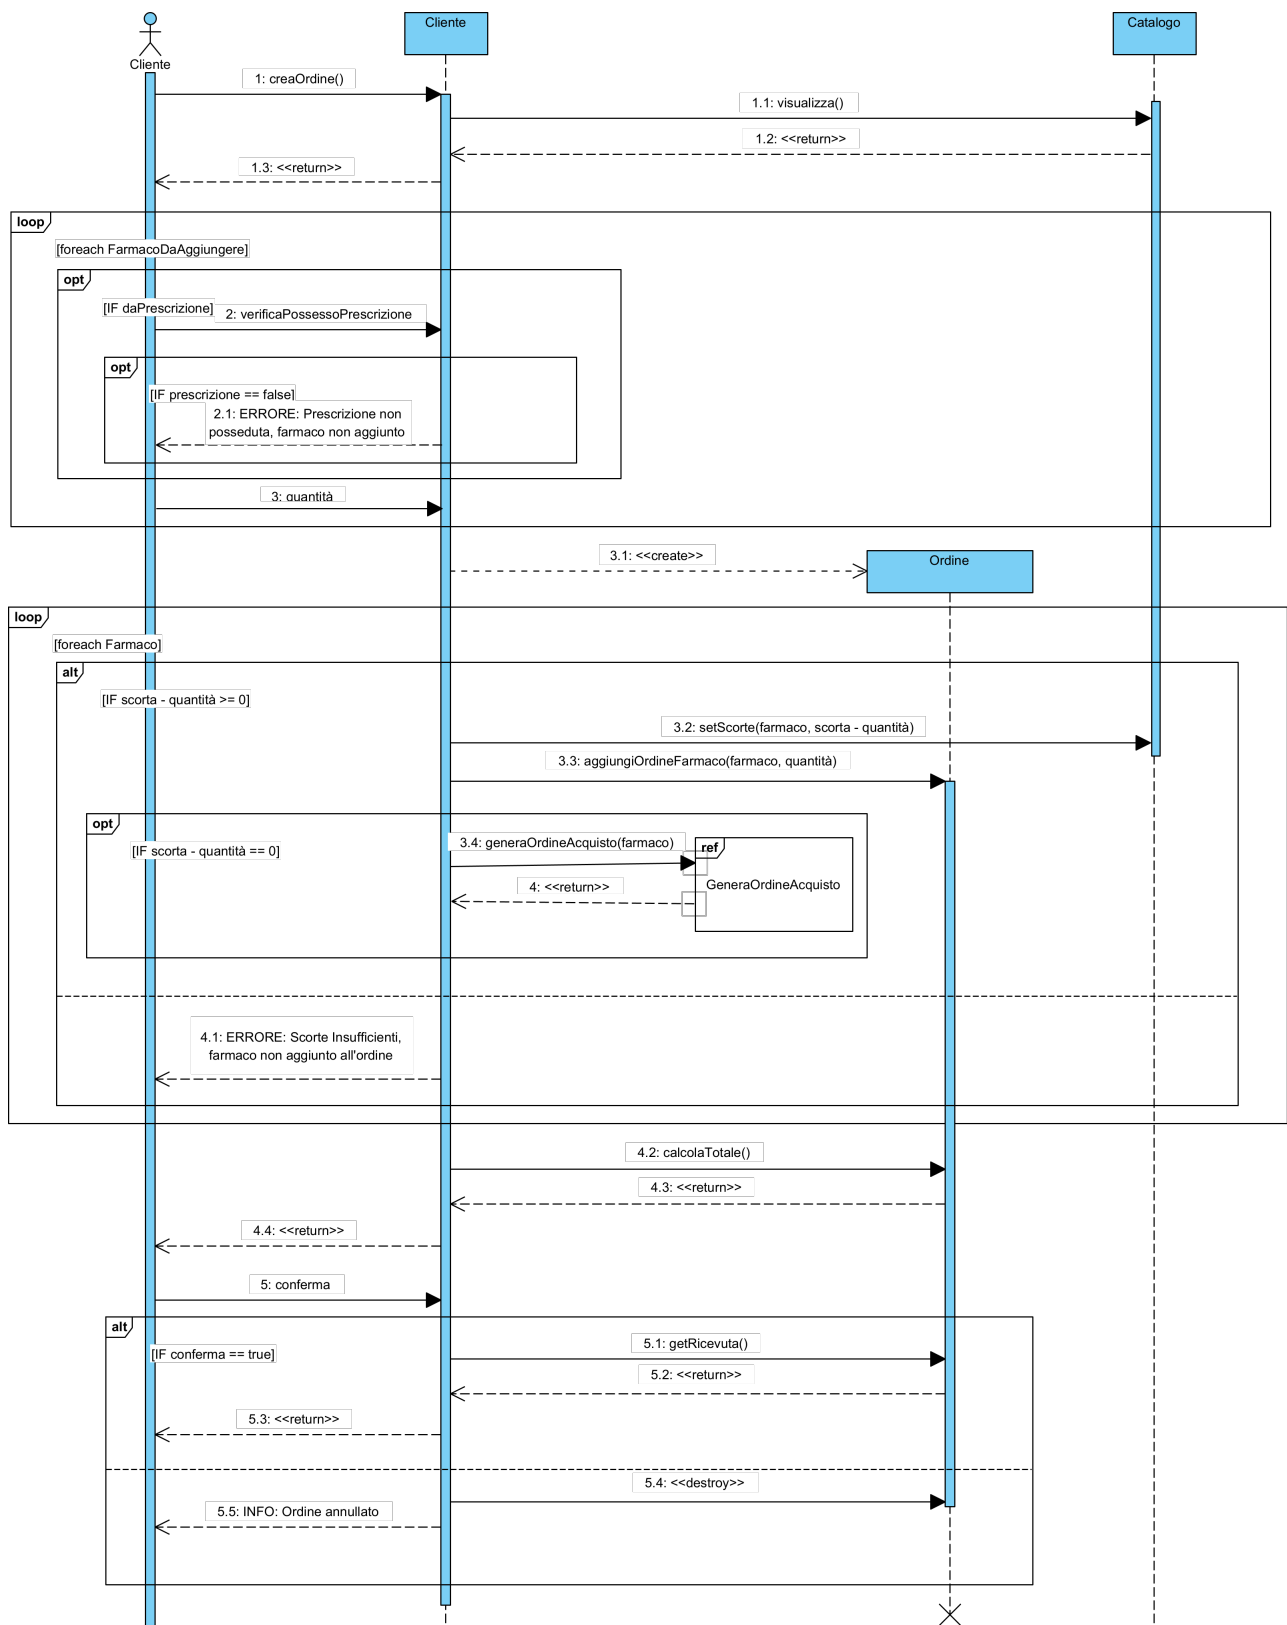 Cliente
Cliente
Catalogo
1: creaOrdine()
1.1: visualizza()
1.2: <<return>>
1.3: <<return>>
loop
[foreach FarmacoDaAggiungere]
opt
[IF daPrescrizione]
2: verificaPossessoPrescrizione
opt
[IF prescrizione == false]
2.1: ERRORE: Prescrizione non
posseduta, farmaco non aggiunto
3: quantità
3.1: <<create>>
Ordine
loop
[foreach Farmaco]
alt
[IF scorta - quantità >= 0]
3.2: setScorte(farmaco, scorta - quantità)
3.3: aggiungiOrdineFarmaco(farmaco, quantità)
opt
[IF scorta - quantità == 0]
3.4: generaOrdineAcquisto(farmaco)
ref
4: <<return>>
GeneraOrdineAcquisto
4.1: ERRORE: Scorte Insufficienti,
farmaco non aggiunto all'ordine
4.2: calcolaTotale()
4.3: <<return>>
4.4: <<return>>
5: conferma
alt
[IF conferma == true]
5.1: getRicevuta()
5.2: <<return>>
5.3: <<return>>
5.4: <<destroy>>
5.5: INFO: Ordine annullato